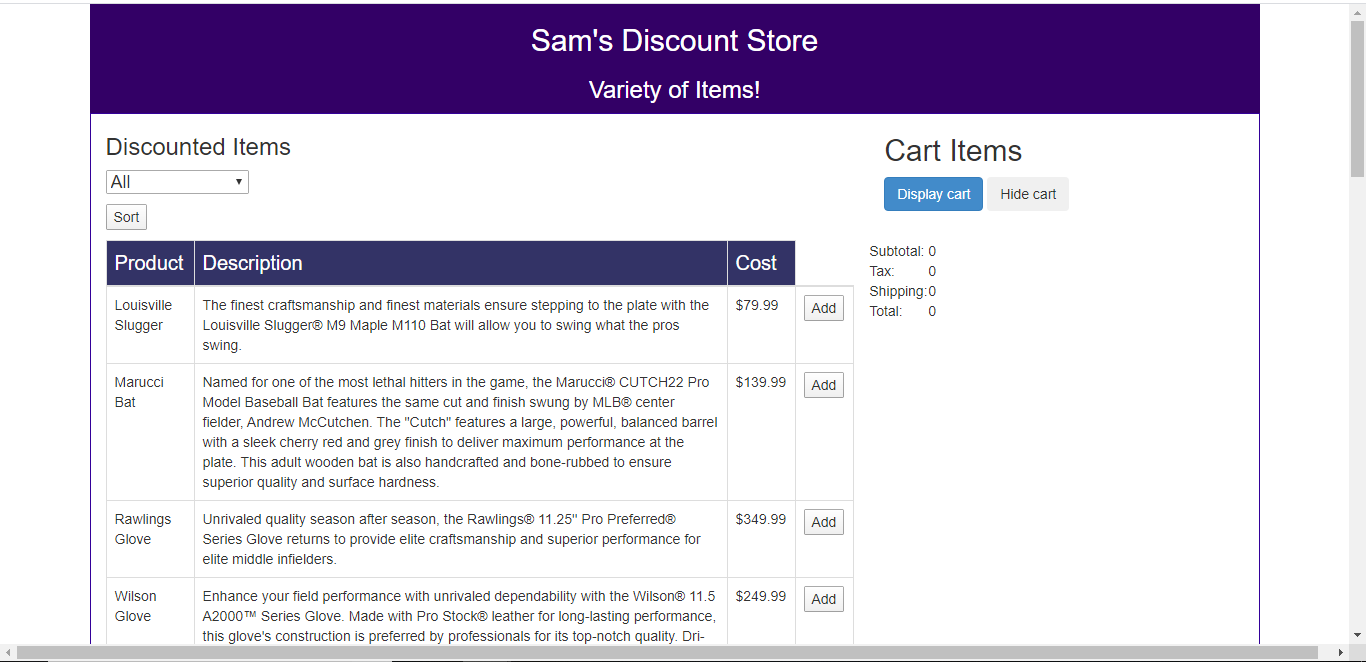 Sam's Discount Store
Variety of Items!
Discounted Items
All
Sort
Product Description Cost
Louisville
Slugger
The finest craftsmanship and finest materials ensure stepping to the plate with the
Louisville Slugger® M9 Maple M110 Bat will allow you to swing what the pros
swing.
$79.99
Add
Marucci
Bat
Named for one of the most lethal hitters in the game, the Marucci® CUTCH22 Pro
Model Baseball Bat features the same cut and finish swung by MLB® center
fielder, Andrew McCutchen. The "Cutch" features a large, powerful, balanced barrel
with a sleek cherry red and grey finish to deliver maximum performance at the
plate. This adult wooden bat is also handcrafted and bone-rubbed to ensure
superior quality and surface hardness.
$139.99
Add
Rawlings
Glove
Unrivaled quality season after season, the Rawlings® 11.25" Pro Preferred®
Series Glove returns to provide elite craftsmanship and superior performance for
elite middle infielders.
$349.99
Add
Wilson
Glove
Enhance your field performance with unrivaled dependability with the Wilson® 11.5
A2000™ Series Glove. Made with Pro Stock® leather for long-lasting performance,
this glove's construction is preferred by professionals for its top-notch quality. Dri-
$249.99
Add
Cart Items
Display cart
Hide cart
Subtotal: 0
Tax: 0
Shipping: 0
Total: 0